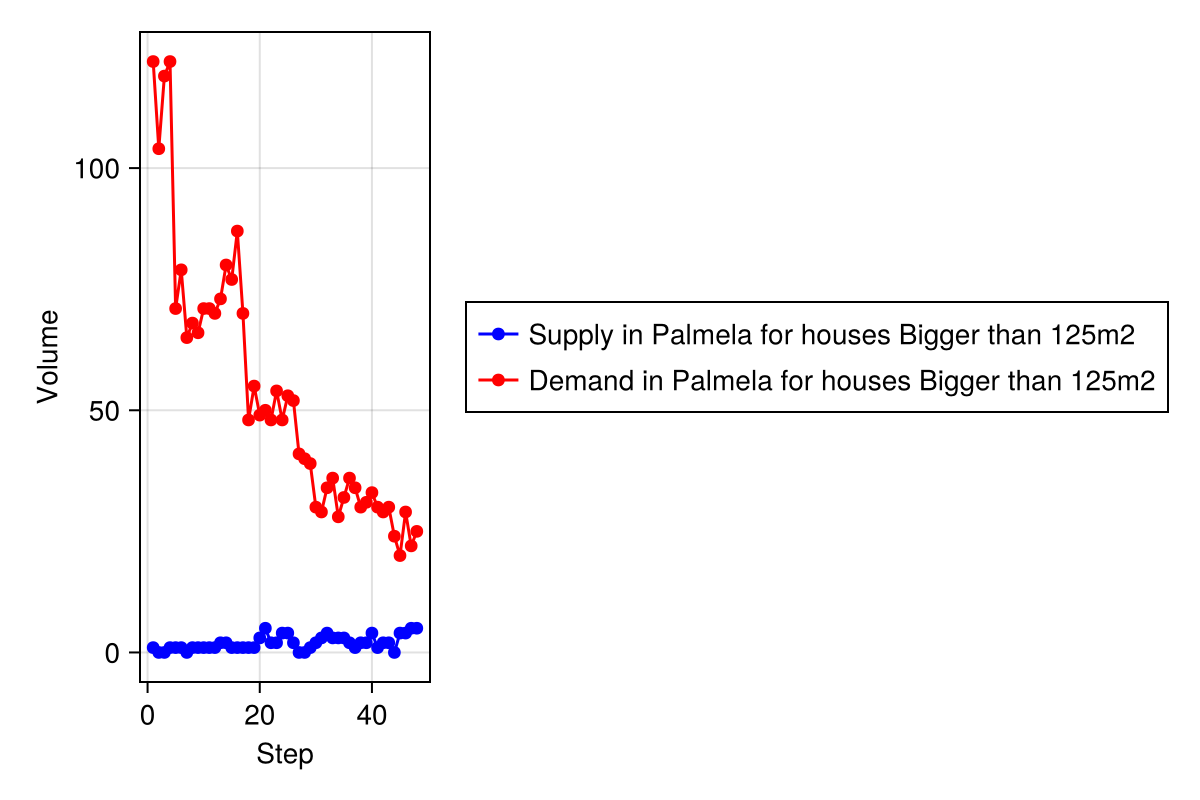 Volume
100
50
0
0 20 40
Step
Supply in Palmela for houses Bigger than 125m2
Demand in Palmela for houses Bigger than 125m2